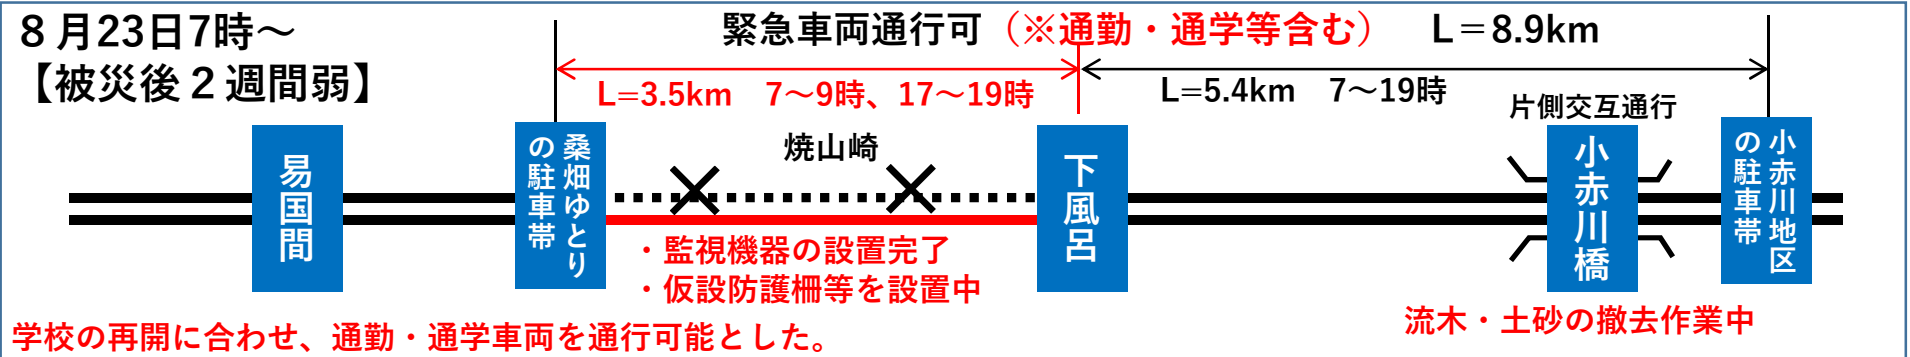 ８月23日7時～
【被災後２週間弱】
緊急車両通行可（※通勤・通学等含む）　L＝8.9km
L=3.5km　7～9時、17～19時
L=5.4km　7～19時
片側交互通行
焼山崎
易国間
桑畑ゆとり
の駐車帯
下風呂
小赤川橋
小赤川地区
の駐車帯
・監視機器の設置完了
・仮設防護柵等を設置中
流木・土砂の撤去作業中
学校の再開に合わせ、通勤・通学車両を通行可能とした。